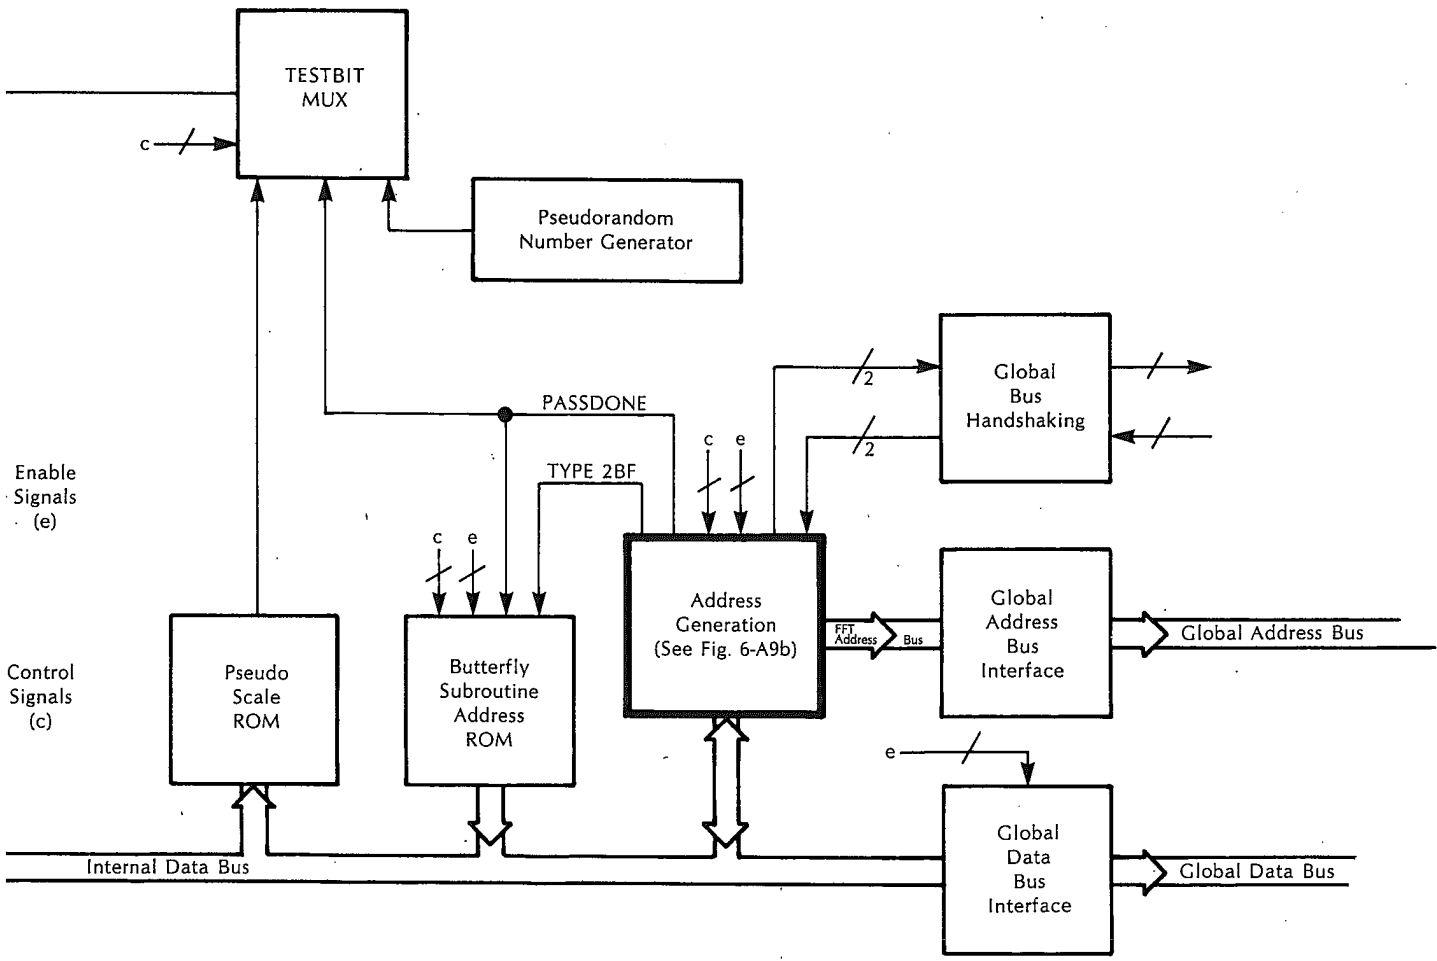 TESTBIT
MUX
c
Pseudorandom
Number Generator
2
Global
Bus
Handshaking
PASSDONE
2
c e
TYPE 2BF
Enable
Signals
(e)
c e
Address
Generation
(See Fig. 6-A9b)
FFT
Address
Bus
Global
Address
Bus
Interface
Global Address Bus
Control
Signals
(c)
Pseudo
Scale
ROM
Butterfly
Subroutine
Address
ROM
e
Global
Data
Bus
Interface
Internal Data Bus
Global Data Bus